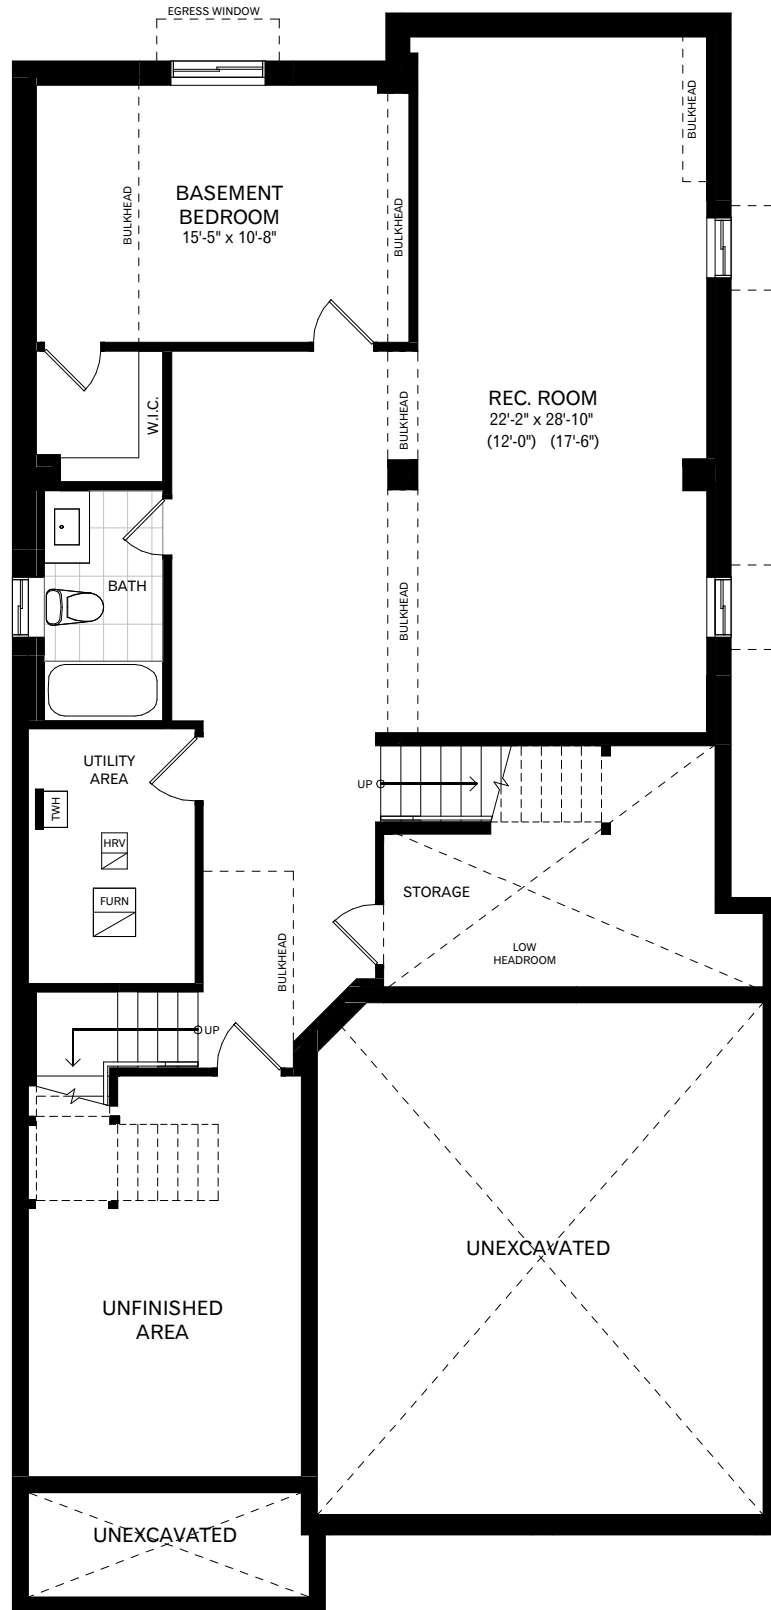 EGRESS WINDOW
BULKHEAD
BASEMENT
BEDROOM
15'-5" x 10'-8"
BULKHEAD
BULKHEAD
REC. ROOM
22'-2" x 28'-10"
(12'-0") (17'-6")
W.I.C.
BULKHEAD
BATH
BULKHEAD
UTILITY
AREA
UP
TWH
HRV
FURN
STORAGE
LOW
HEADROOM
BULKHEAD
UP
UNEXCAVATED
UNFINISHED
AREA
UNEXCAVATED